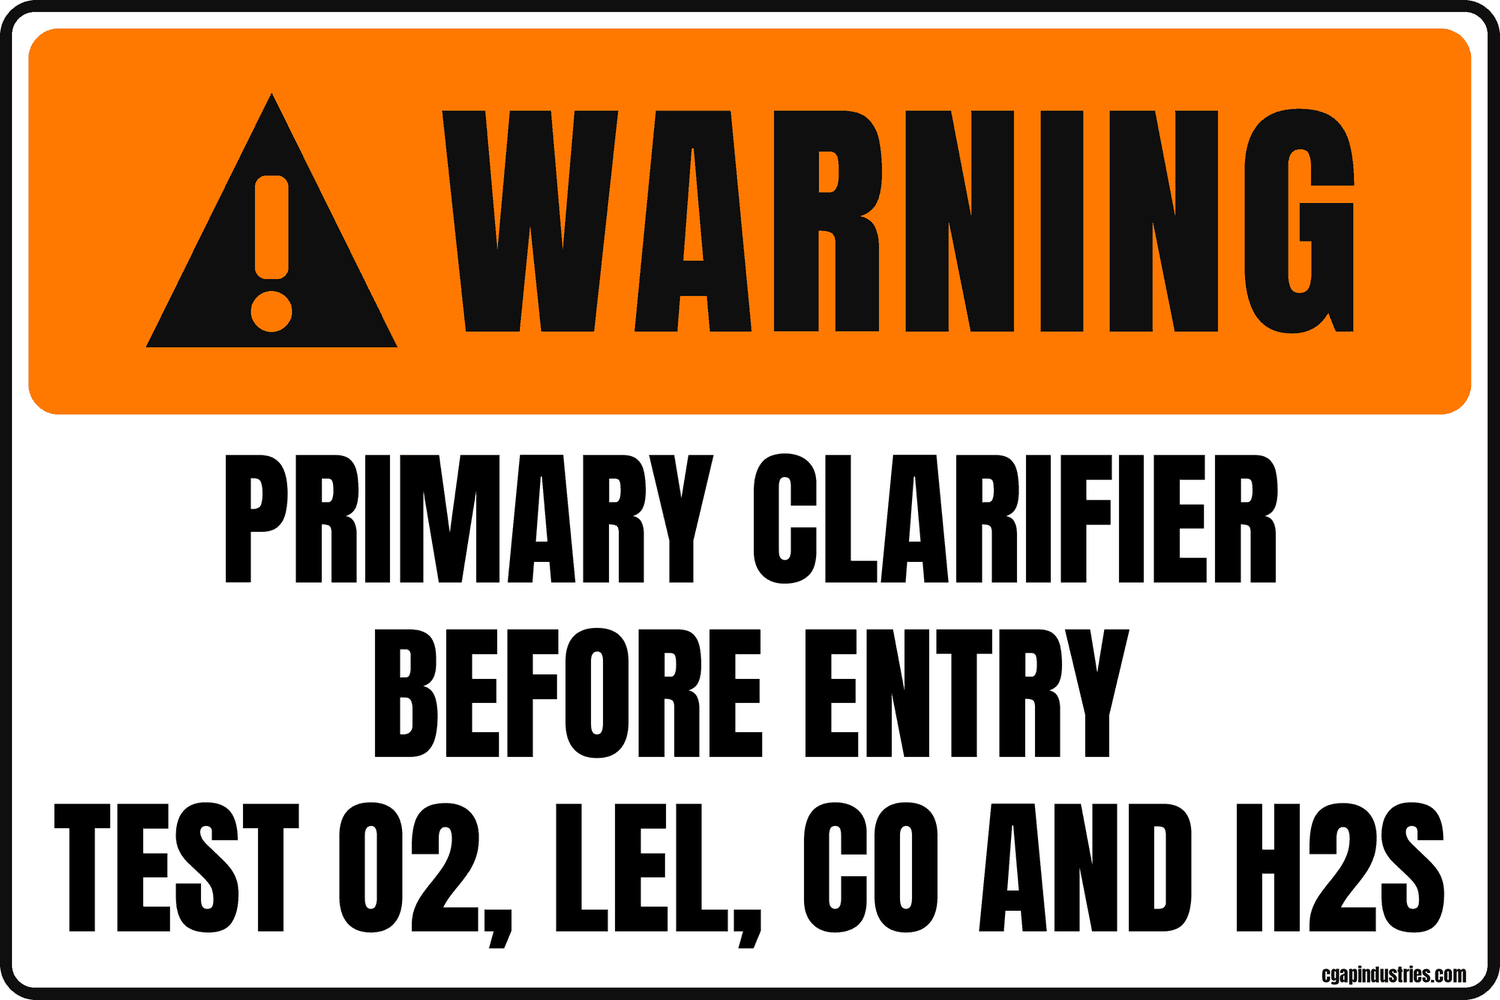 WARNING
PRIMARY CLARIFIER
BEFORE ENTRY
TEST O2, LEL, CO AND H2S
cgapindustries.com